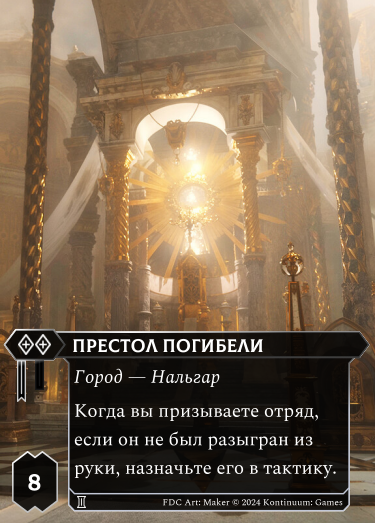 ПРЕСТОЛ ПОГИБЕЛИ
Город — Нальгар
Когда вы призываете отряд,
если он не был разыгран из
руки, назначьте его в тактику.
8
FDC Art: Maker © 2024 Kontinuum: Games